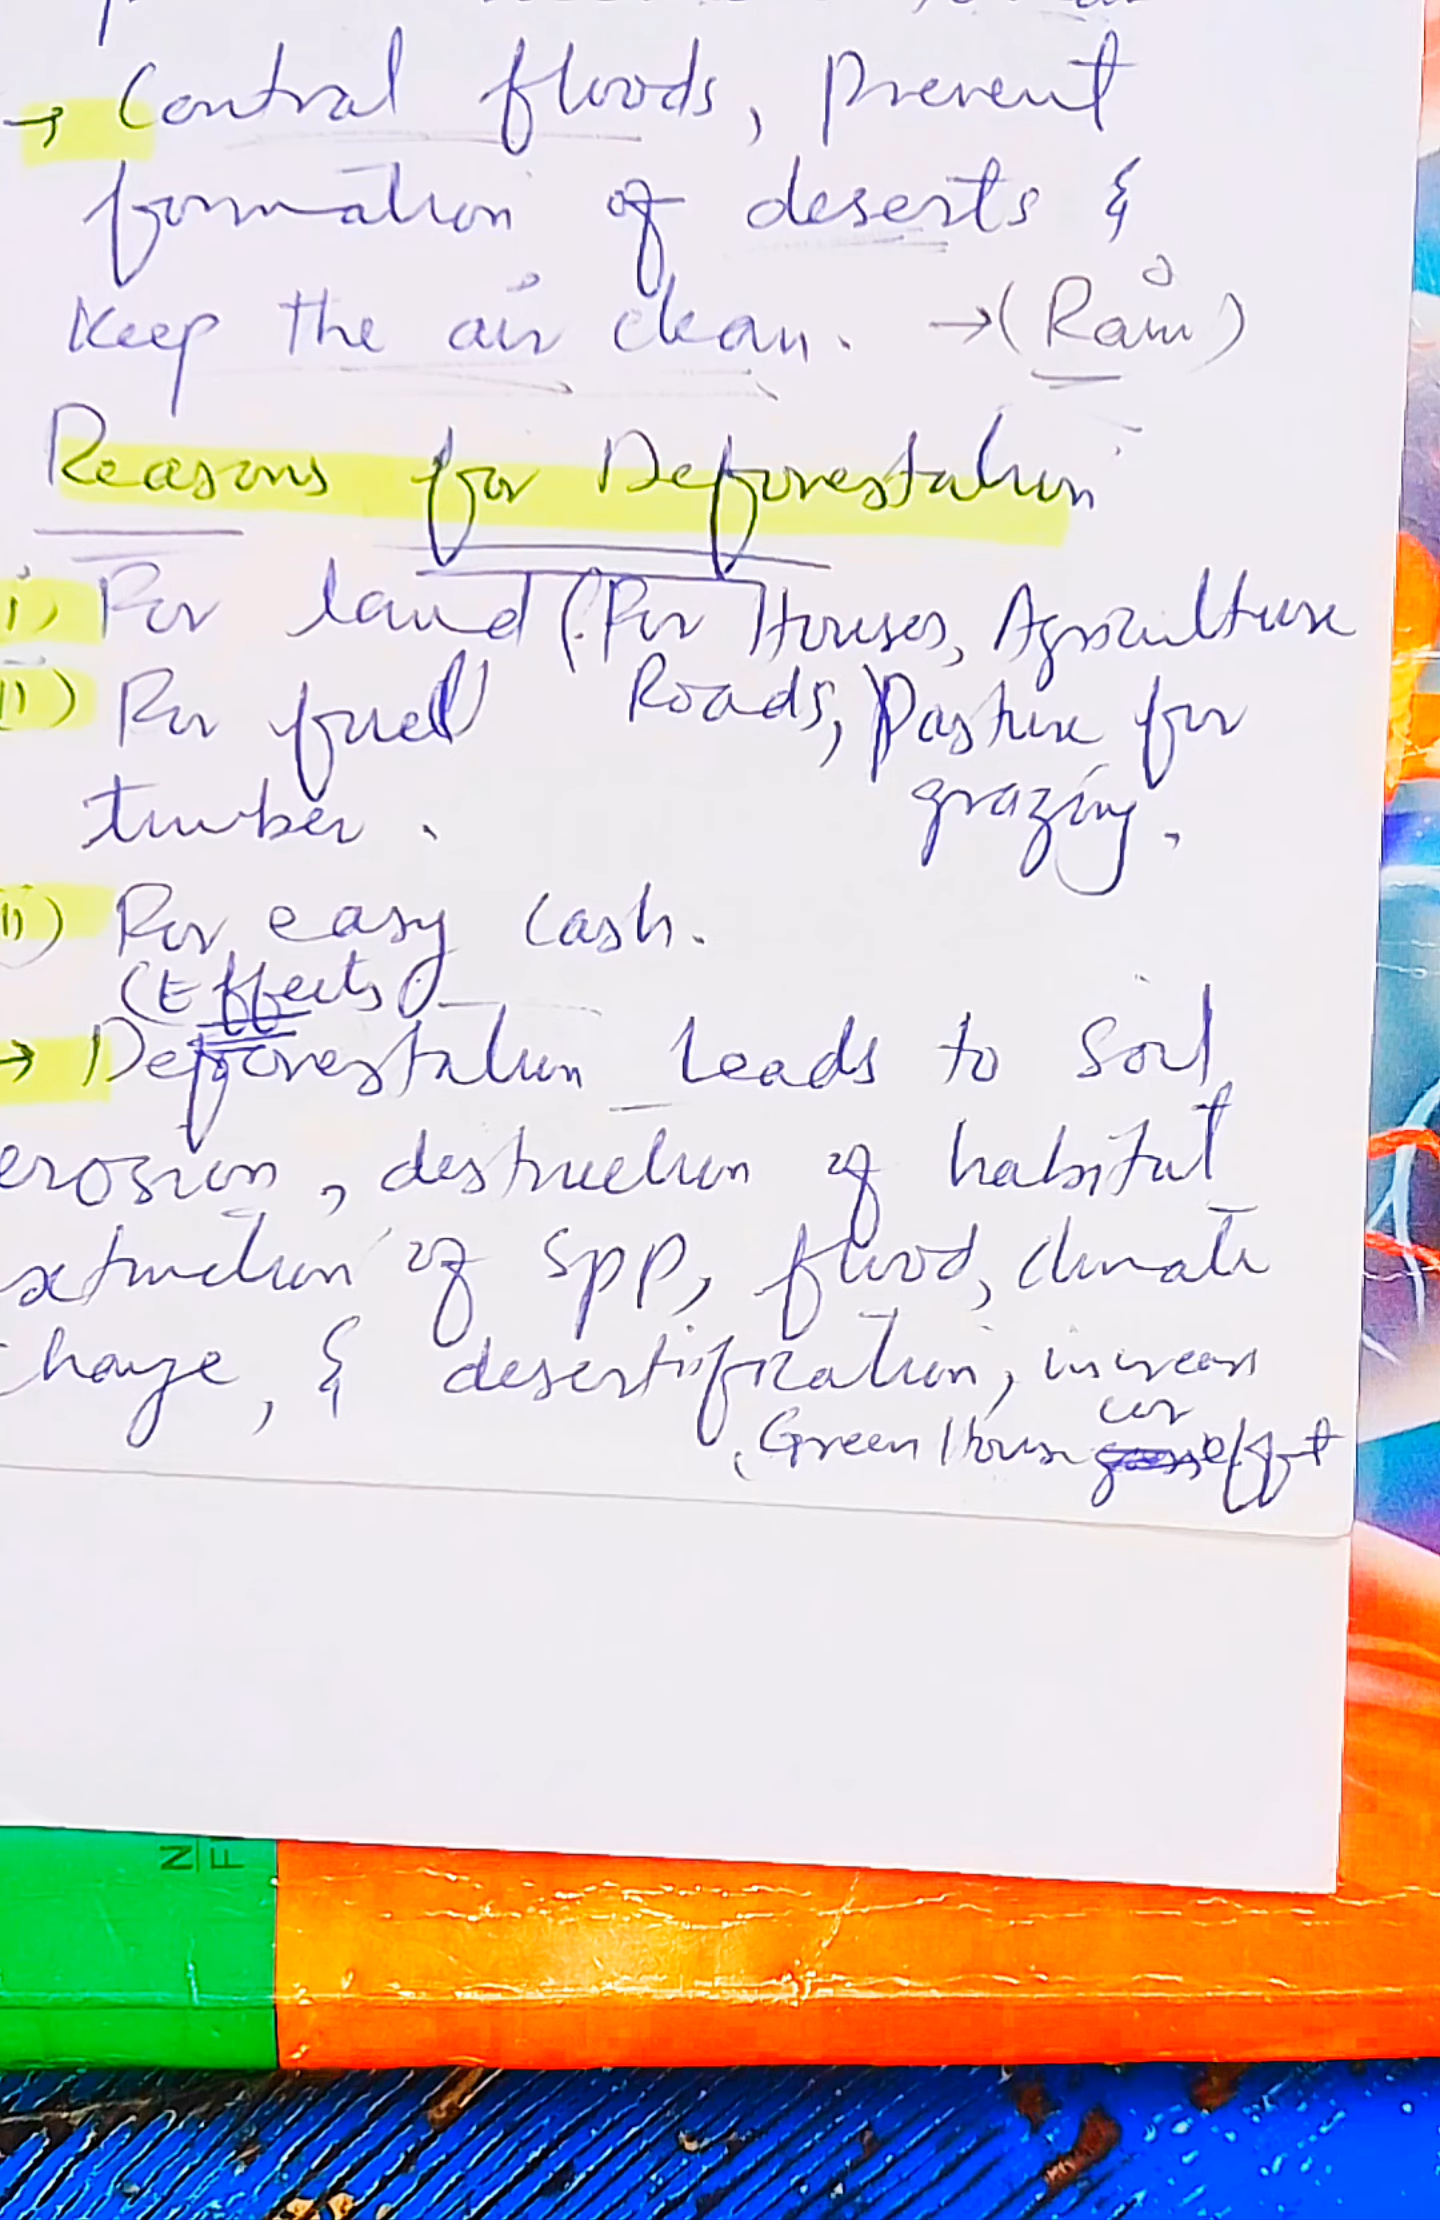 → Control floods, prevent
formation of deserts &
Keep the air clean. → (Rain)
Reasons for Deforestation
i) For land (For Houses, Agriculture
Roads, Pasture for
grazing.
ii) For fuel
timber.
ii) For easy cash.
(Effects)
→ Deforestation leads to soil
erosion, destruction of habitat
extinction of spp, flood, climate
change, & desertification, increase
Green House effect
N
F